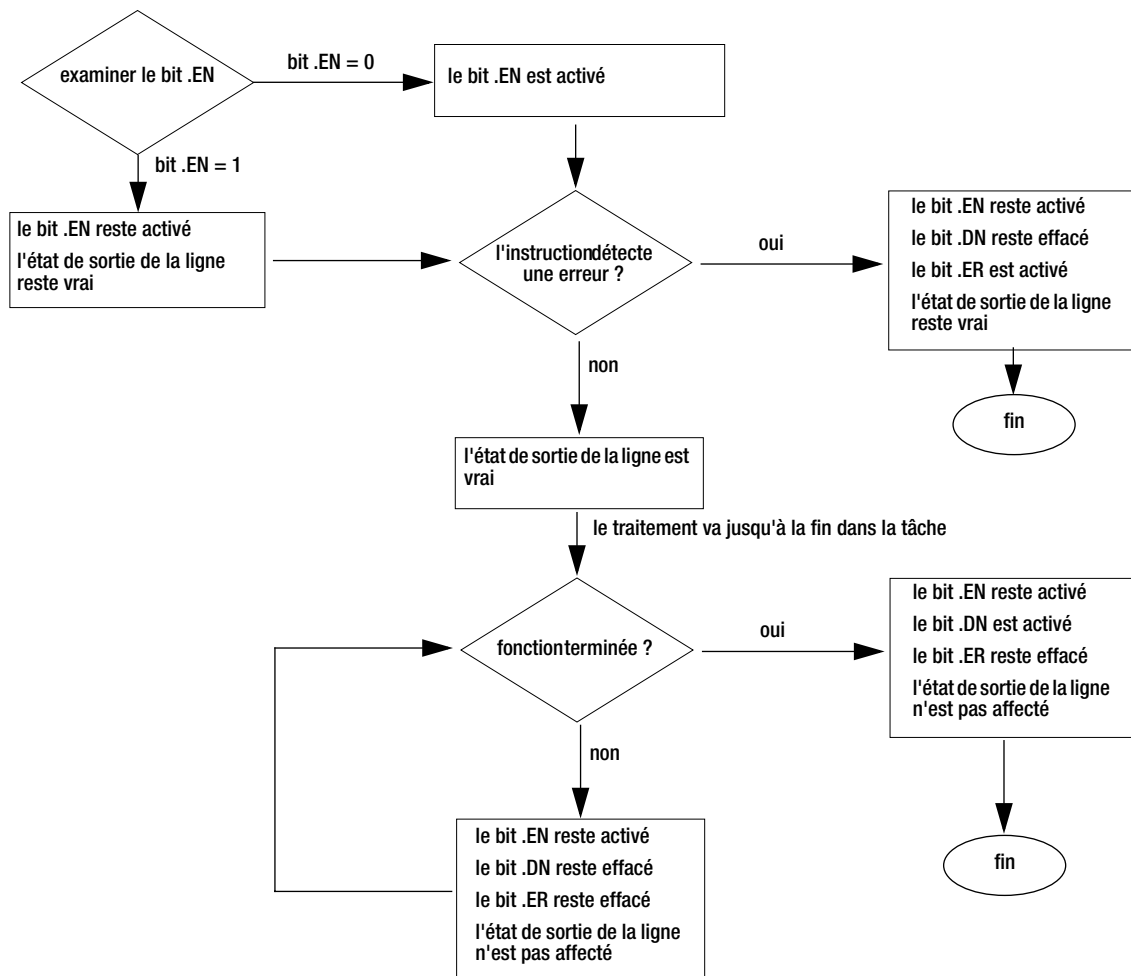 examiner le bit .EN
bit .EN = 0
le bit .EN est activé
bit .EN = 1
le bit .EN reste activé
l'état de sortie de la ligne
reste vrai
l'instructiondétecte
une erreur ?
oui
le bit .EN reste activé
le bit .DN reste effacé
le bit .ER est activé
l'état de sortie de la ligne
reste vrai
fin
non
l'état de sortie de la ligne est
vrai
le traitement va jusqu'à la fin dans la tâche
fonctionterminée ?
oui
le bit .EN reste activé
le bit .DN est activé
le bit .ER reste effacé
l'état de sortie de la ligne
n'est pas affecté
fin
non
le bit .EN reste activé
le bit .DN reste effacé
le bit .ER reste effacé
l'état de sortie de la ligne
n'est pas affecté